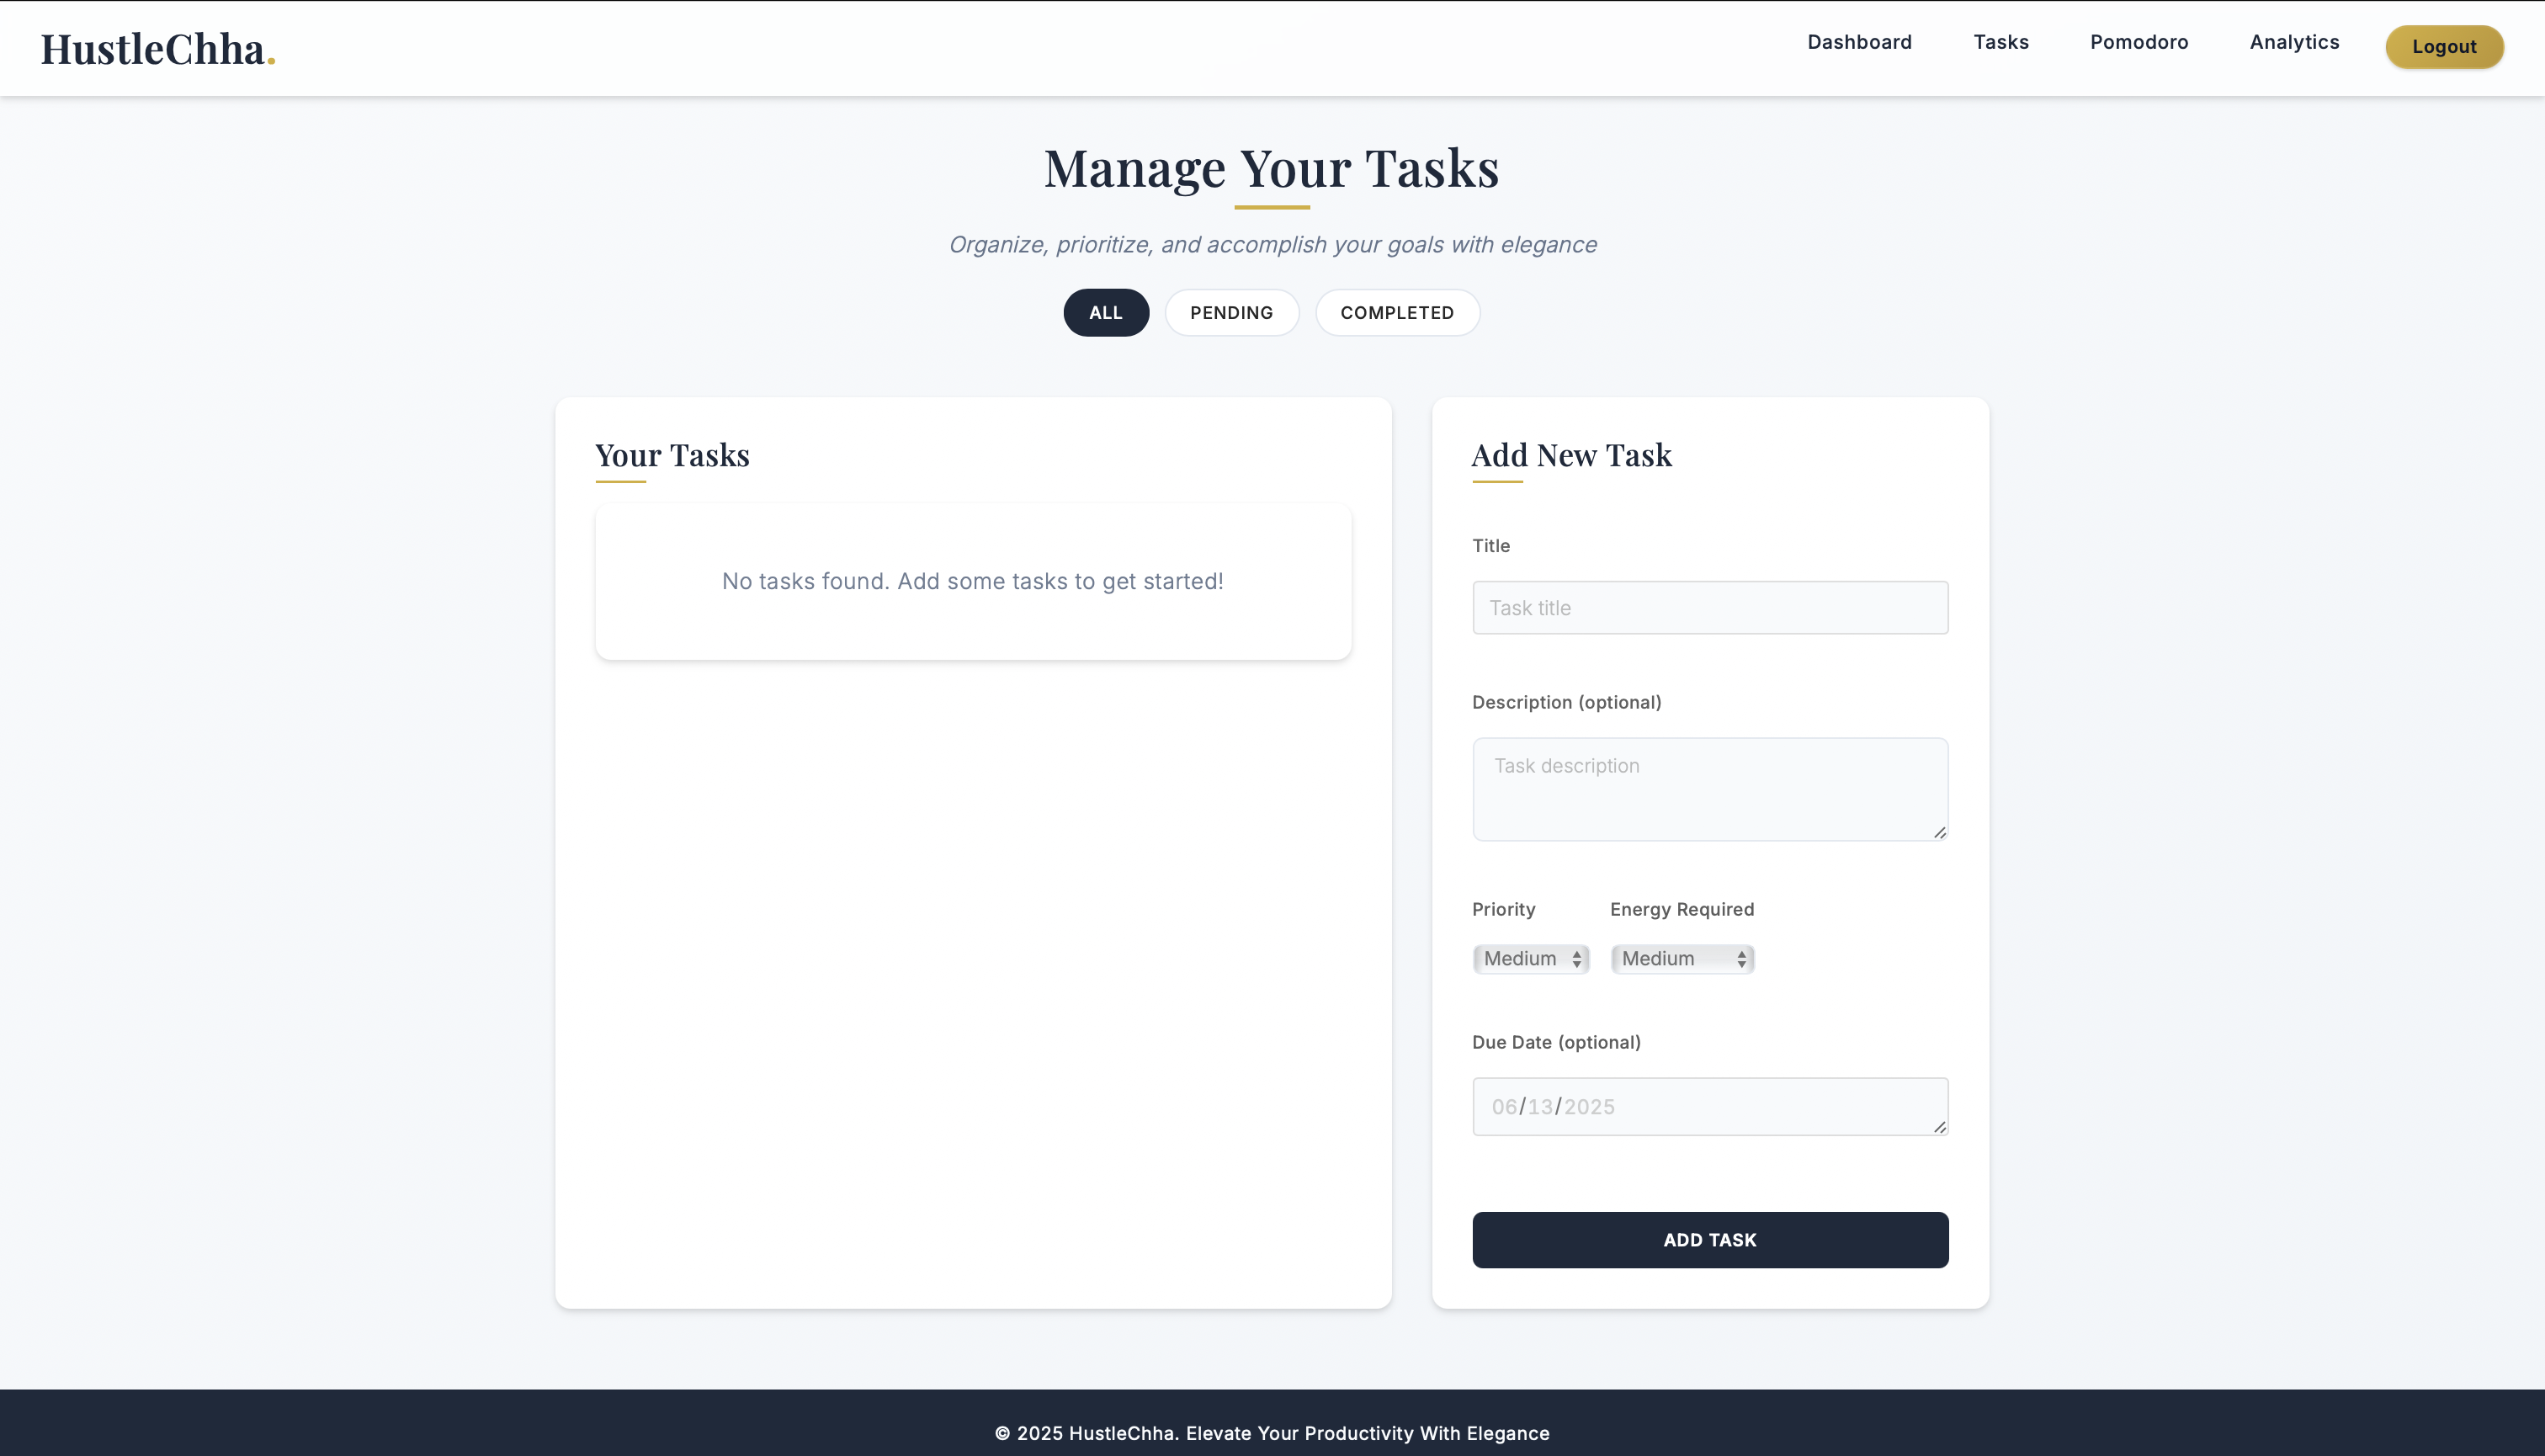 HustleChha.
Dashboard Tasks Pomodoro Analytics Logout
Manage Your Tasks
Organize, prioritize, and accomplish your goals with elegance
ALL PENDING COMPLETED
Your Tasks
No tasks found. Add some tasks to get started!
Add New Task
Title
Task title
Description (optional)
Task description
Priority Energy Required
Medium Medium
Due Date (optional)
06/13/2025
ADD TASK
© 2025 HustleChha. Elevate Your Productivity With Elegance